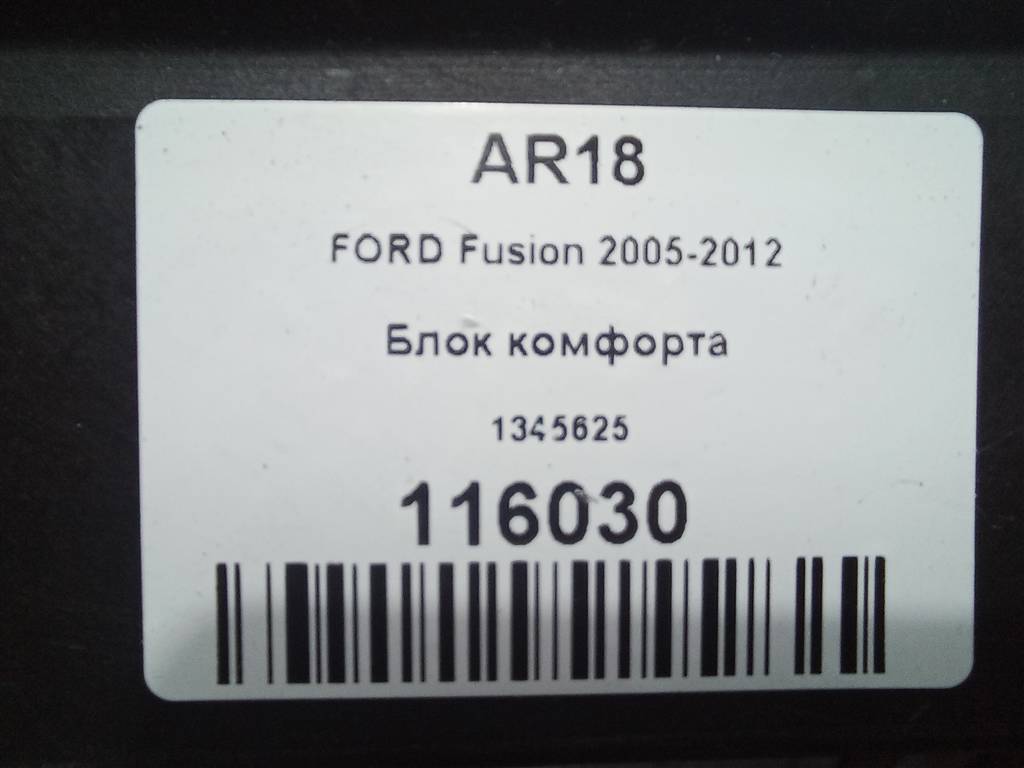 AR18
FORD Fusion 2005-2012
Блок комфорта
1345625
116030